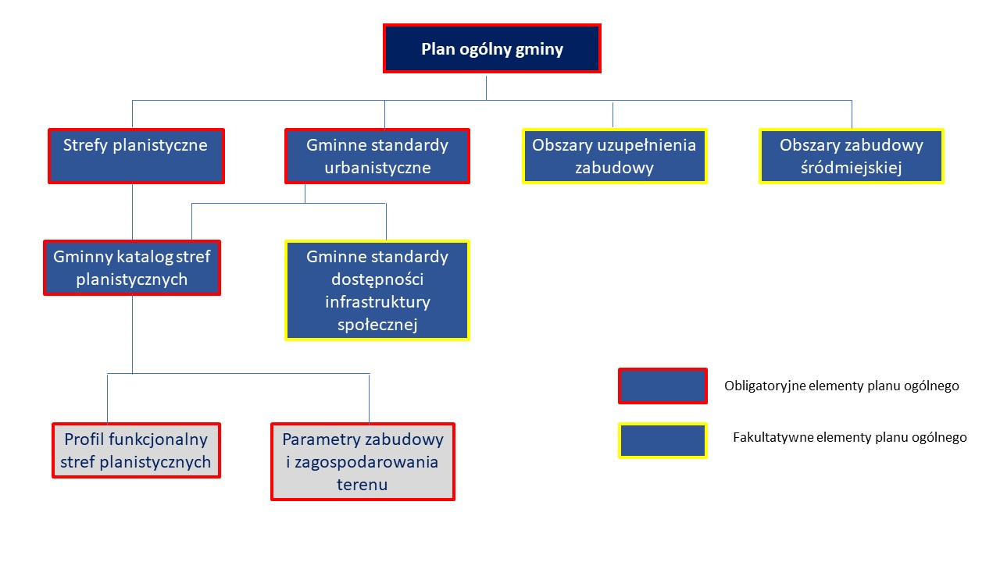 Plan ogólny gminy
Strefy planistyczne
Gminne standardy
urbanistyczne
Obszary uzupełnienia
zabudowy
Obszary zabudowy
śródmiejskiej
Gminny katalog stref
planistycznych
Gminne standardy
dostępności
infrastruktury
społecznej
Obligatoryjne elementy planu ogólnego
Fakultatywne elementy planu ogólnego
Profil funkcjonalny
stref planistycznych
Parametry zabudowy
i zagospodarowania
terenu